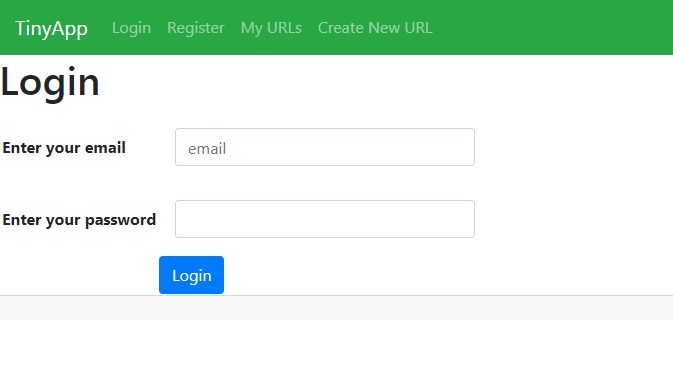 TinyApp Login Register My URLs Create New URL
Login
Enter your email email
Enter your password
Login